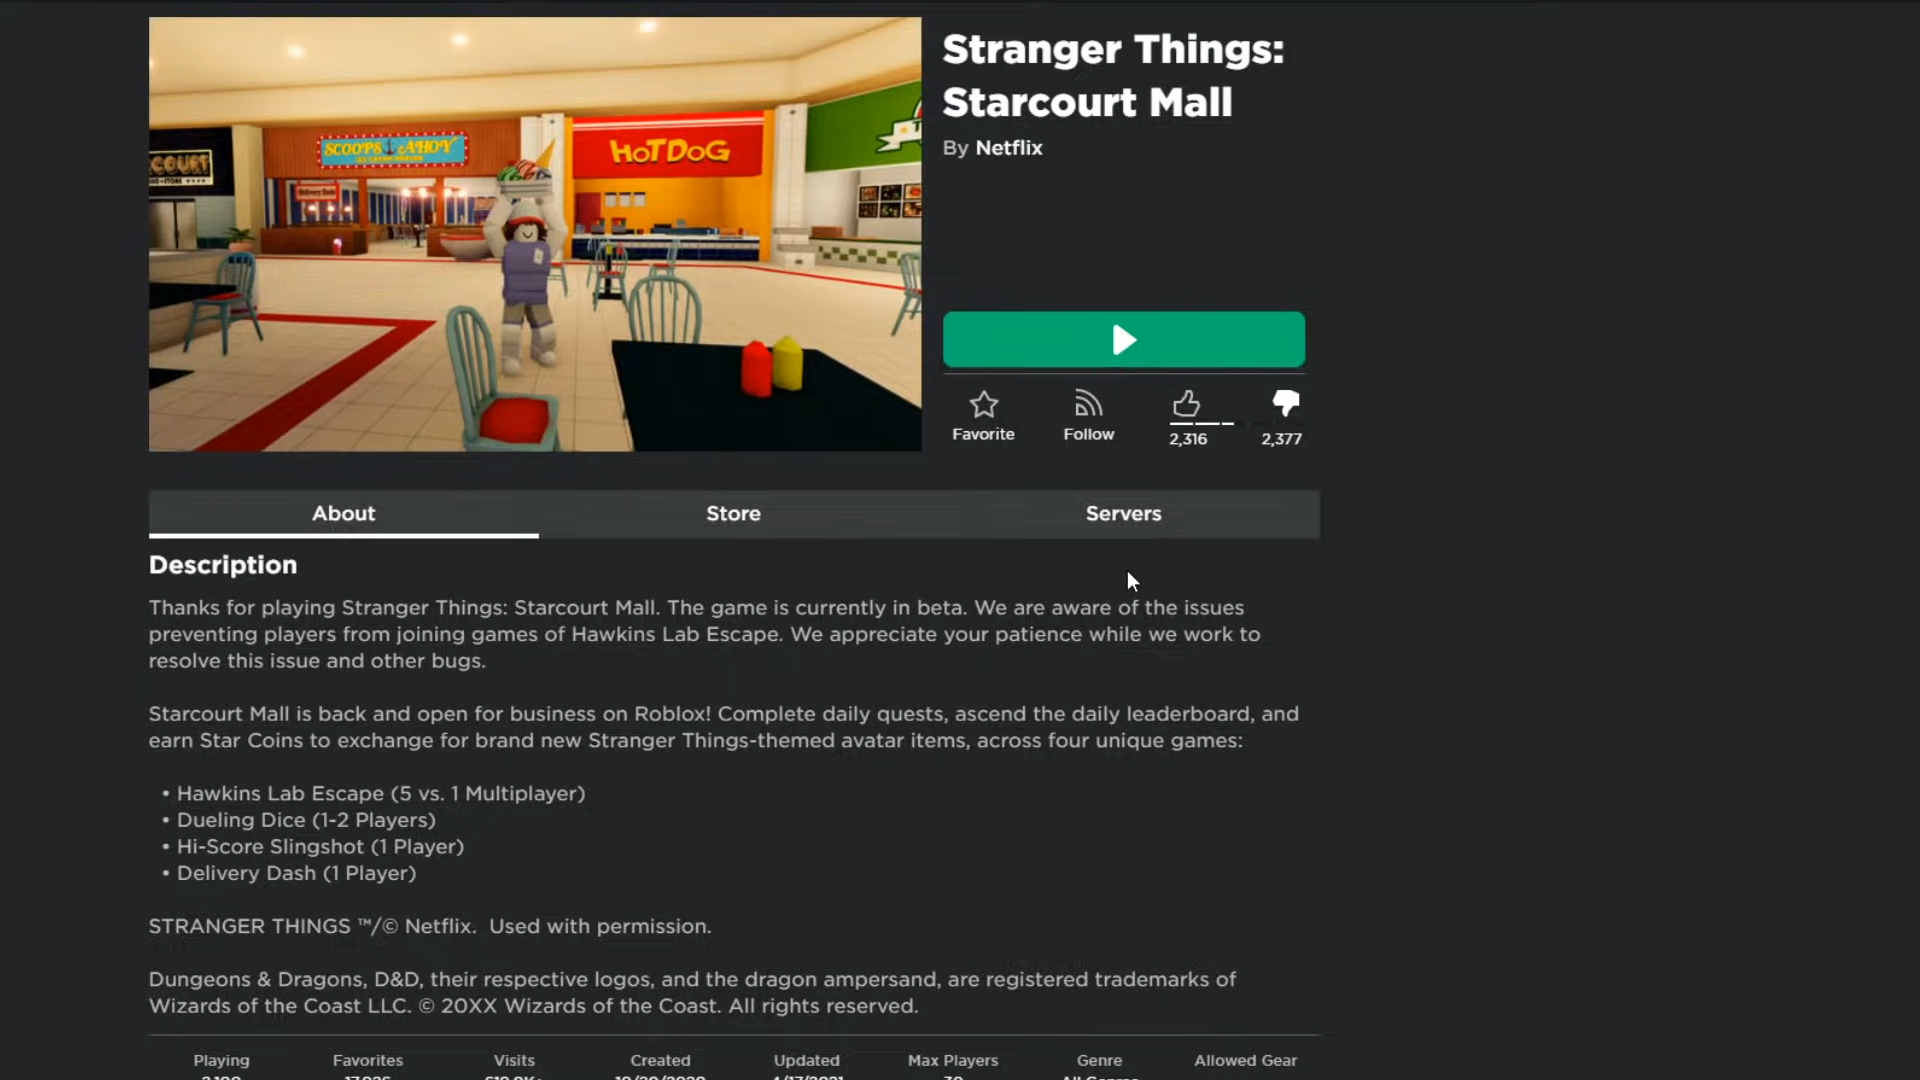 SCOOPS AHOY
HOT DOG
Delivery Dash
Stranger Things:
Starcourt Mall
By Netflix
Favorite
Follow
2,316
2,377
About
Store
Servers
Description
Thanks for playing Stranger Things: Starcourt Mall. The game is currently in beta. We are aware of the issues
preventing players from joining games of Hawkins Lab Escape. We appreciate your patience while we work to
resolve this issue and other bugs.
Starcourt Mall is back and open for business on Roblox! Complete daily quests, ascend the daily leaderboard, and
earn Star Coins to exchange for brand new Stranger Things-themed avatar items, across four unique games:
• Hawkins Lab Escape (5 vs. 1 Multiplayer)
• Dueling Dice (1-2 Players)
• Hi-Score Slingshot (1 Player)
• Delivery Dash (1 Player)
STRANGER THINGS ™/© Netflix.  Used with permission.
Dungeons & Dragons, D&D, their respective logos, and the dragon ampersand, are registered trademarks of
Wizards of the Coast LLC. © 20XX Wizards of the Coast. All rights reserved.
Playing Favorites Visits Created Updated Max Players Genre Allowed Gear